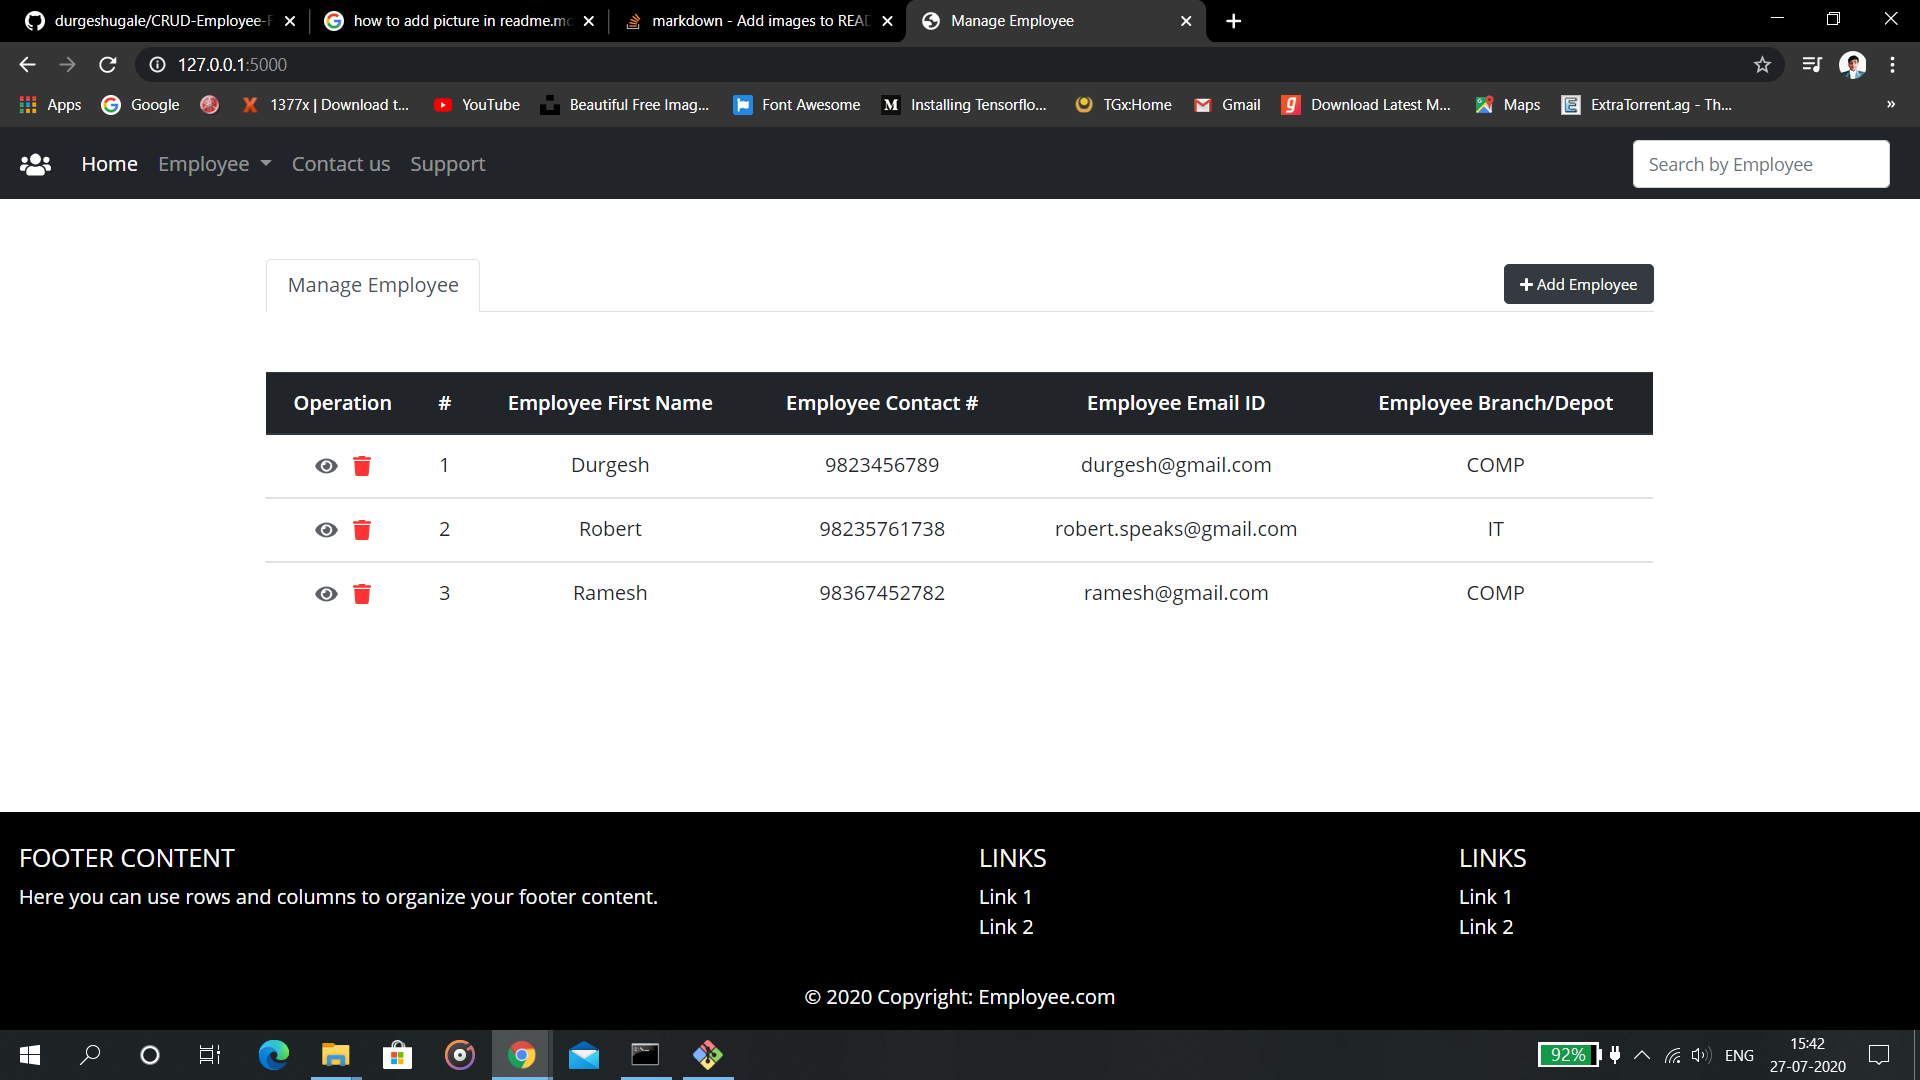 durgeshugale/CRUD-Employee-F
how to add picture in readme.md
markdown - Add images to READ
Manage Employee
127.0.0.1:5000
Apps
Google
1377x | Download t...
YouTube
Beautiful Free Imag...
Font Awesome
Installing Tensorflo...
TGx:Home
Gmail
Download Latest M...
Maps
ExtraTorrent.ag - Th...
»
Home
Employee
Contact us
Support
Search by Employee
Manage Employee
Add Employee
Operation # Employee First Name Employee Contact # Employee Email ID Employee Branch/Depot
1 Durgesh 9823456789 durgesh@gmail.com COMP
2 Robert 98235761738 robert.speaks@gmail.com IT
3 Ramesh 98367452782 ramesh@gmail.com COMP
FOOTER CONTENT
Here you can use rows and columns to organize your footer content.
LINKS
Link 1
Link 2
LINKS
Link 1
Link 2
© 2020 Copyright: Employee.com
92%
ENG
15:42
27-07-2020